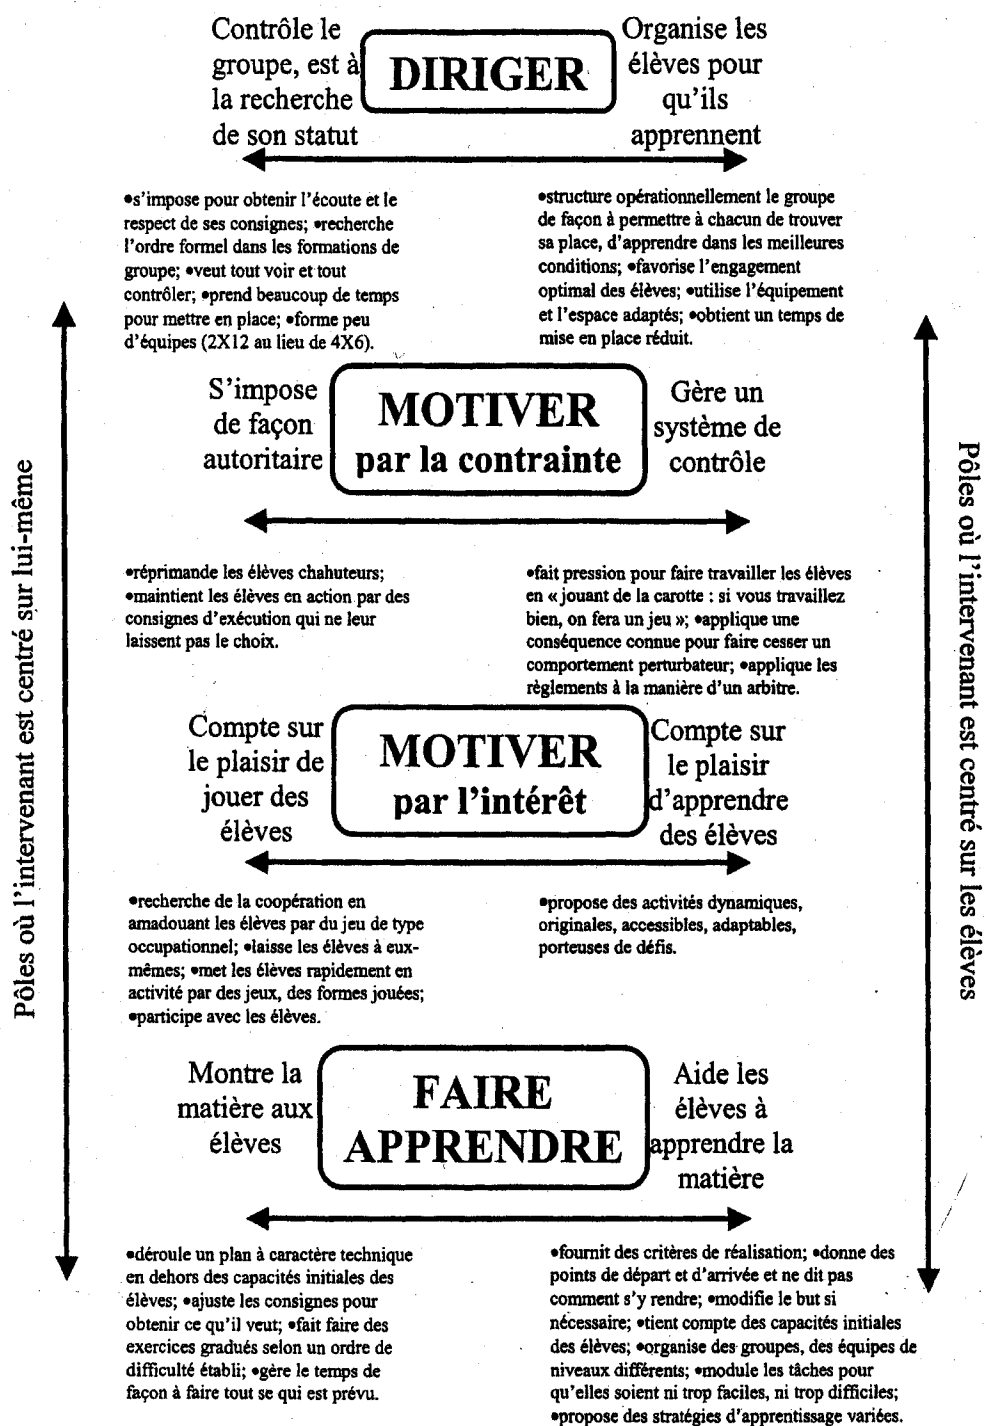 Contrôle le
groupe, est à
la recherche
de son statut
DIRIGER
Organise les
élèves pour
qu'ils
apprennent
•s'impose pour obtenir l'écoute et le
respect de ses consignes; •recherche
l'ordre formel dans les formations de
groupe; •veut tout voir et tout
contrôler; •prend beaucoup de temps
pour mettre en place; •forme peu
d'équipes (2X12 au lieu de 4X6).
•structure opérationnellement le groupe
de façon à permettre à chacun de trouver
sa place, d'apprendre dans les meilleures
conditions; •favorise l'engagement
optimal des élèves; •utilise l'équipement
et l'espace adaptés; •obtient un temps de
mise en place réduit.
S'impose
de façon
autoritaire
MOTIVER
par la contrainte
Gère un
système de
contrôle
•réprimande les élèves chahuteurs;
•maintient les élèves en action par des
consignes d'exécution qui ne leur
laissent pas le choix.
•fait pression pour faire travailler les élèves
en « jouant de la carotte : si vous travaillez
bien, on fera un jeu »; •applique une
conséquence connue pour faire cesser un
comportement perturbateur; •applique les
règlements à la manière d'un arbitre.
Compte sur
le plaisir de
jouer des
élèves
MOTIVER
par l'intérêt
Compte sur
le plaisir
d'apprendre
des élèves
•recherche de la coopération en
amadouant les élèves par du jeu de type
occupationnel; •laisse les élèves à eux-
mêmes; •met les élèves rapidement en
activité par des jeux, des formes jouées;
•participe avec les élèves.
•propose des activités dynamiques,
originales, accessibles, adaptables,
porteuses de défis.
Montre la
matière aux
élèves
FAIRE
APPRENDRE
Aide les
élèves à
apprendre la
matière
•déroule un plan à caractère technique
en dehors des capacités initiales des
élèves; •ajuste les consignes pour
obtenir ce qu'il veut; •fait faire des
exercices gradués selon un ordre de
difficulté établi; •gère le temps de
façon à faire tout se qui est prévu.
•fournit des critères de réalisation; •donne des
points de départ et d'arrivée et ne dit pas
comment s'y rendre; •modifie le but si
nécessaire; •tient compte des capacités initiales
des élèves; •organise des groupes, des équipes de
niveaux différents; •module les tâches pour
qu'elles soient ni trop faciles, ni trop difficiles;
•propose des stratégies d'apprentissage variées.
Pôles où l'intervenant est centré sur lui-même
Pôles où l'intervenant est centré sur les élèves